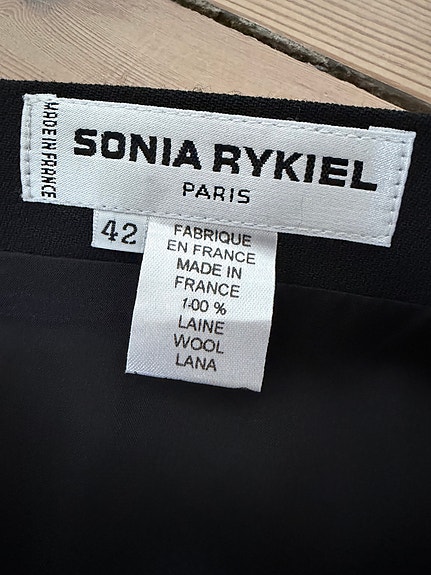 MADE IN FRANCE
SONIA RYKIEL
PARIS
42
FABRIQUE
EN FRANCE
MADE IN
FRANCE
100 %
LAINE
WOOL
LANA